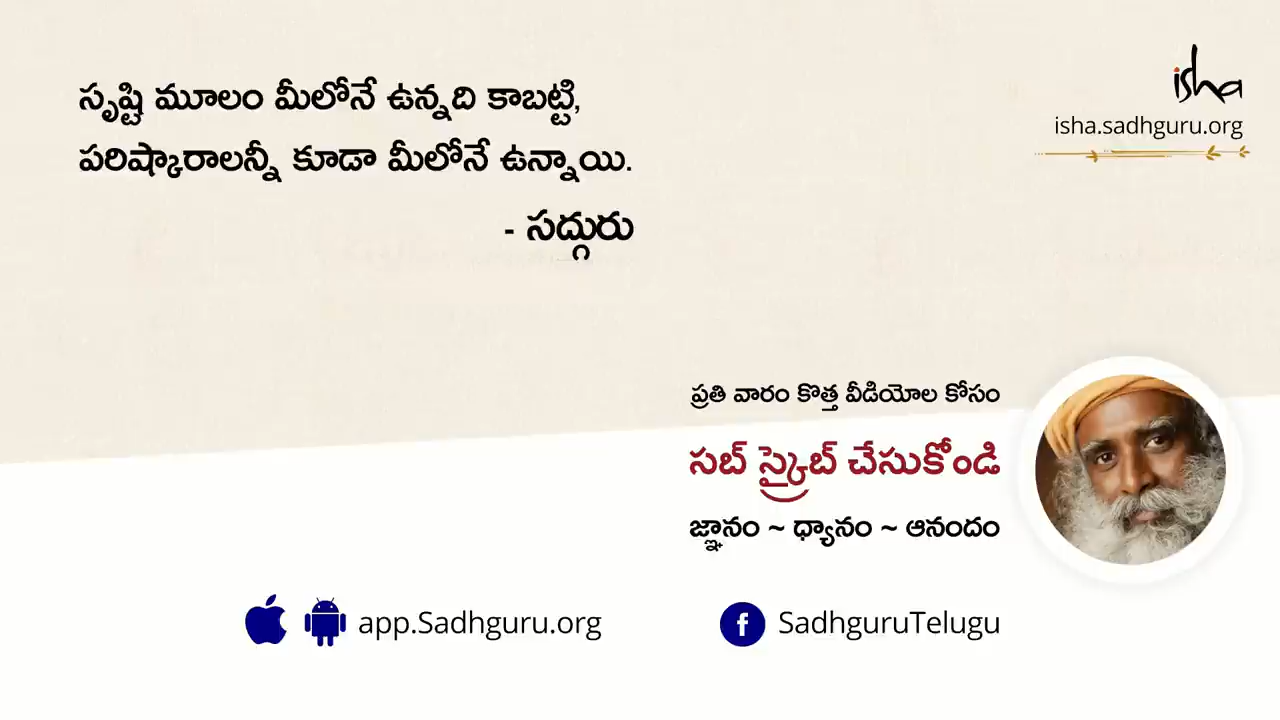 సృష్టి మూలం మీలోనే ఉన్నది కాబట్టి,
పరిష్కారాలన్నీ కూడా మీలోనే ఉన్నాయి.
- సద్గురు
isha
isha.sadhguru.org
ప్రతి వారం కొత్త వీడియోల కోసం
సబ్ స్క్రైబ్ చేసుకోండి
జ్ఞానం ~ ధ్యానం ~ ఆనందం
app.Sadhguru.org
SadhguruTelugu